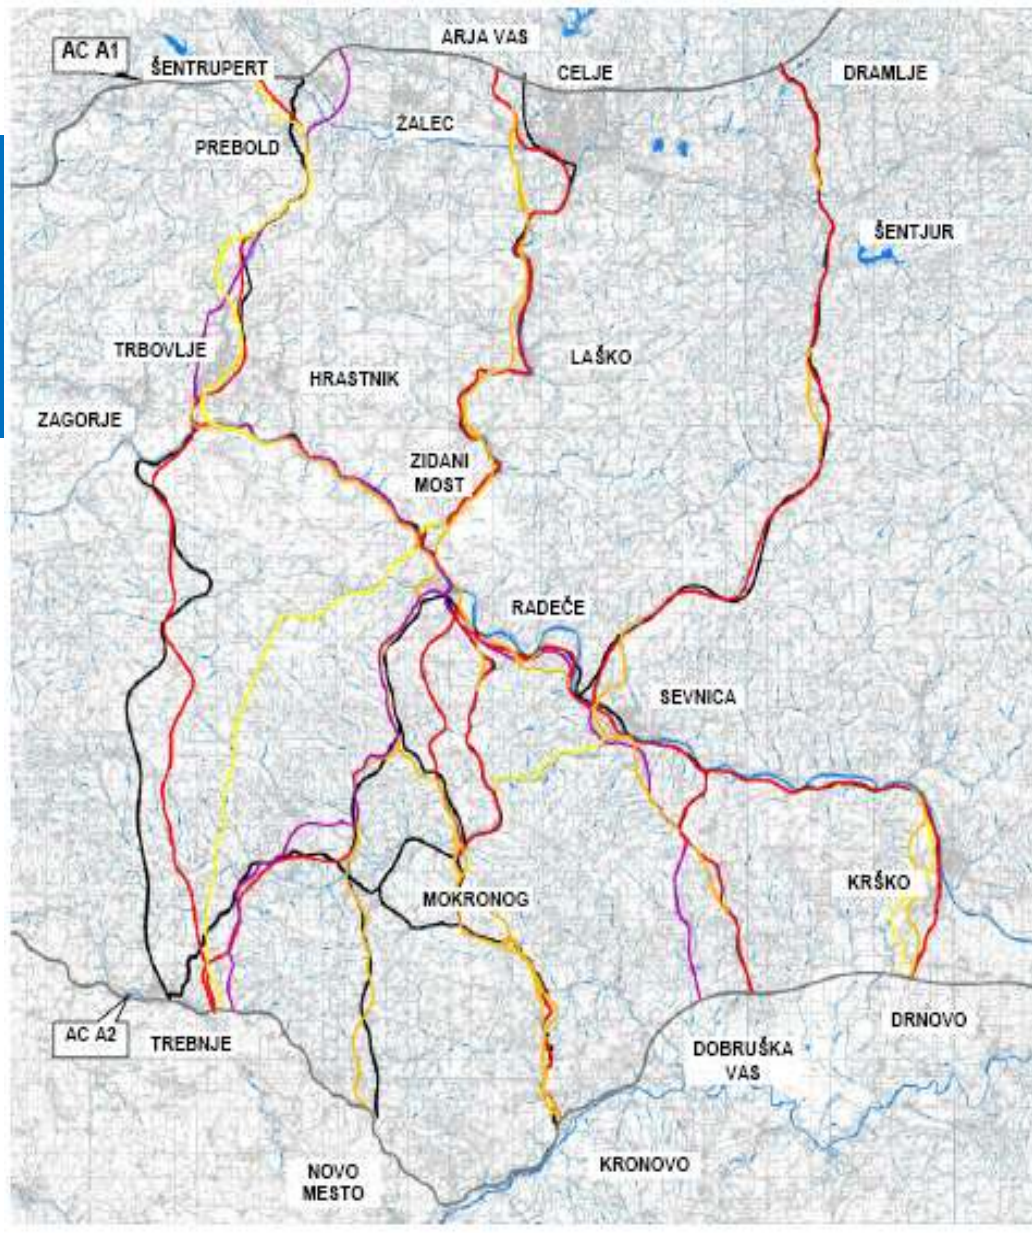 ARJA VAS
AC A1
ŠENTRUPERT
CELJE
DRAMLJE
ŽALEC
PREBOLD
ŠENTJUR
TRBOVLJE
LAŠKO
HRASTNIK
ZAGORJE
ZIDANI
MOST
RADEČE
SEVNICA
KRŠKO
MOKRONOG
DRNOVO
AC A2
TREBNJE
DOBRUŠKA
VAS
KRONOVO
NOVO
MESTO